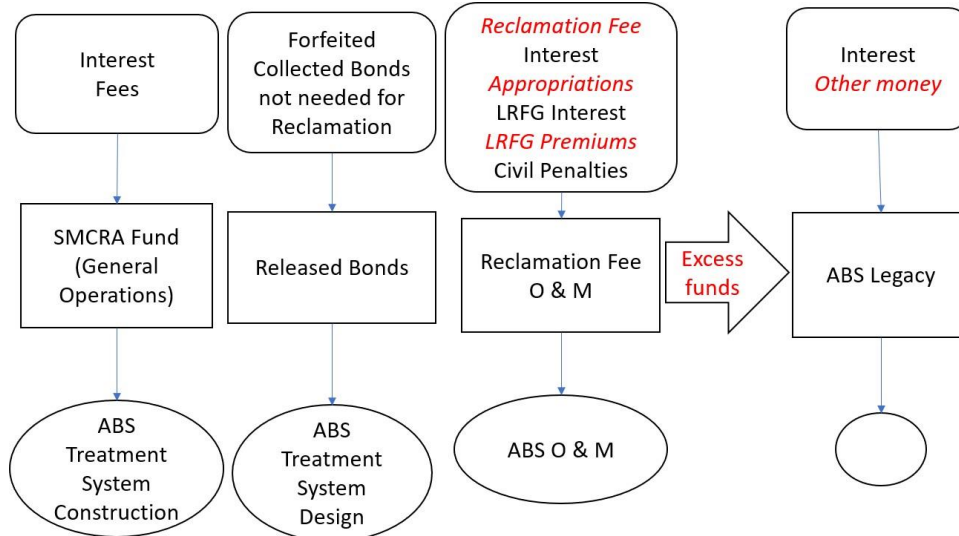 Interest
Fees
Forfeited
Collected Bonds
not needed for
Reclamation
Reclamation Fee
Interest
Appropriations
LRFG Interest
LRFG Premiums
Civil Penalties
Interest
Other money
SMCRA Fund
(General
Operations)
Released Bonds
Reclamation Fee
O & M
Excess
funds
ABS Legacy
ABS
Treatment
System
Construction
ABS
Treatment
System
Design
ABS O & M